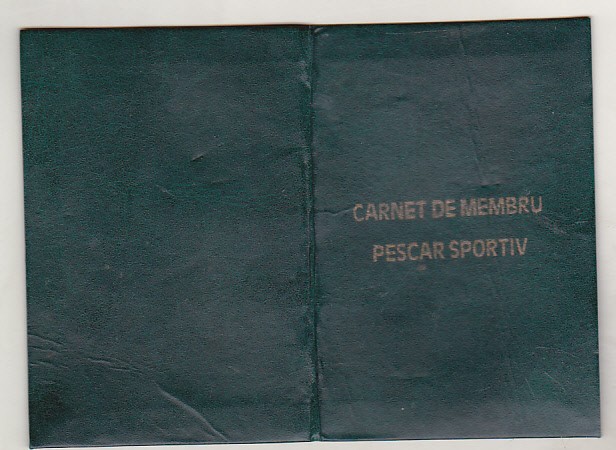 CARNET DE MEMBRU
PESCAR SPORTIV